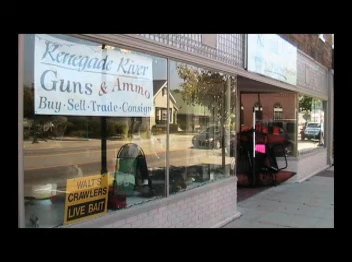 Renegade River
Guns & Ammo
Buy·Sell·Trade·Consign
WALT'S
CRAWLERS
LIVE BAIT